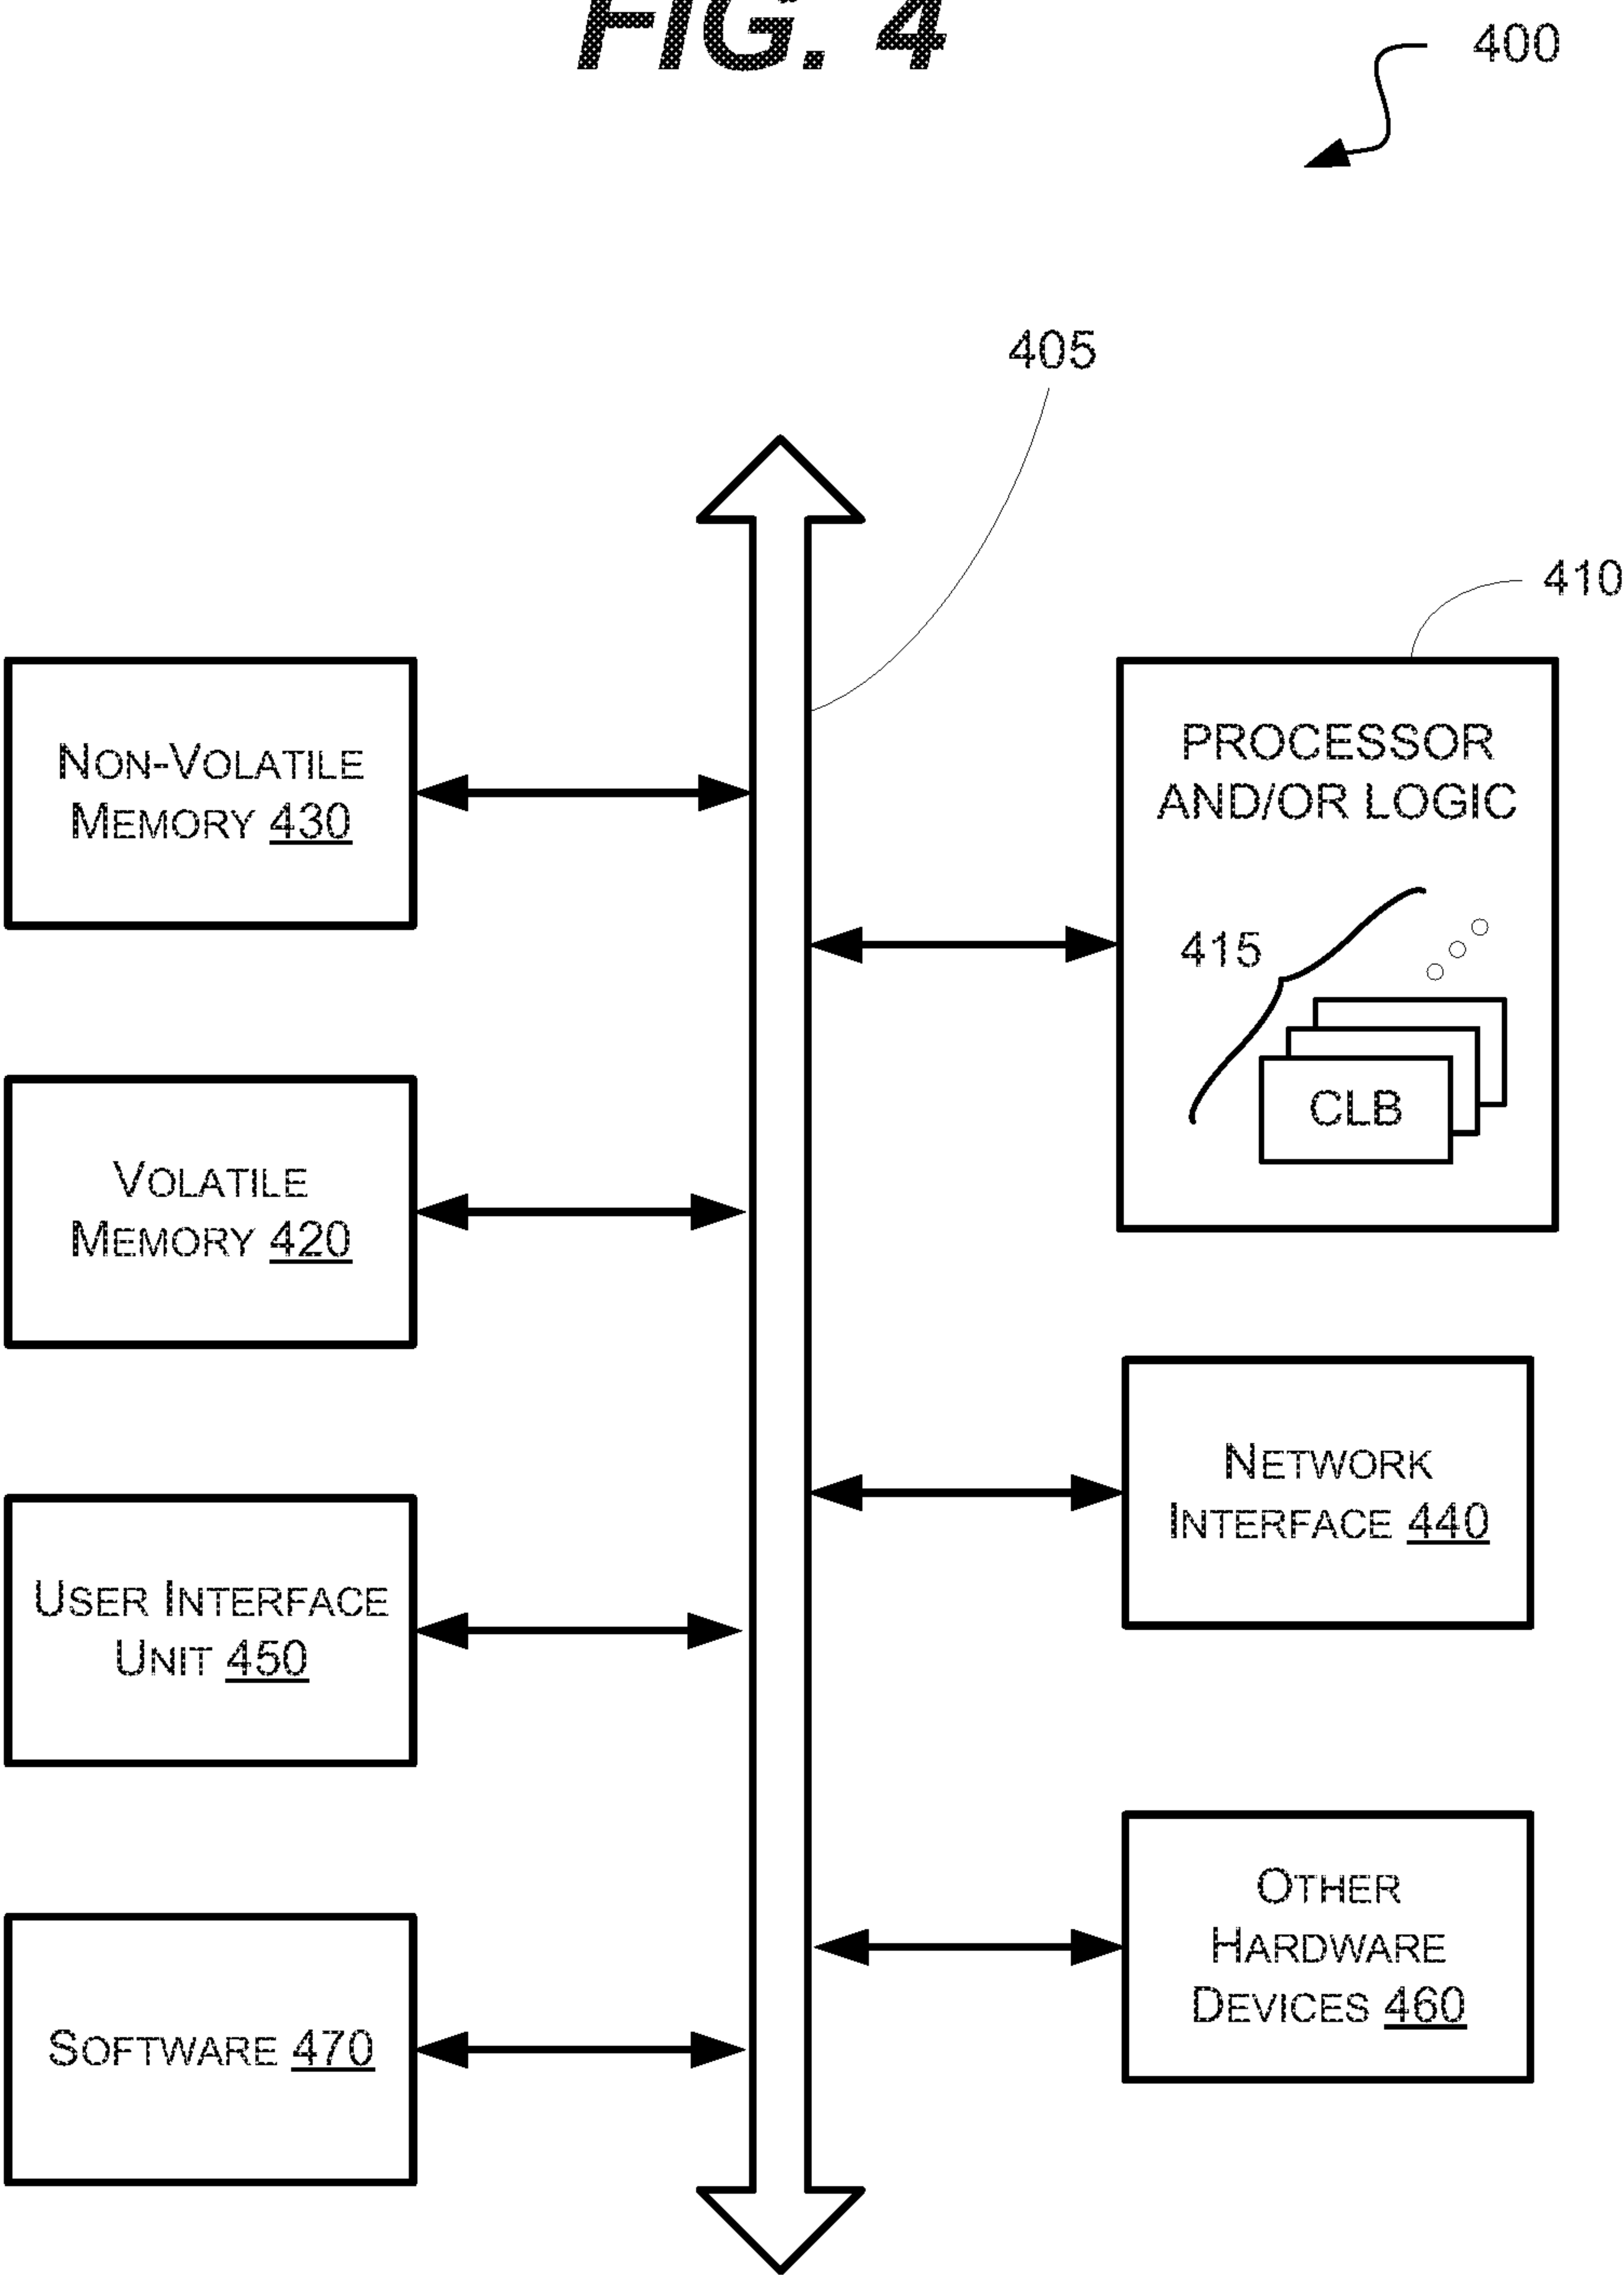 FIG. 4
400
405
410
NON-VOLATILE
MEMORY 430
PROCESSOR
AND/OR LOGIC
415
CLB
VOLATILE
MEMORY 420
NETWORK
INTERFACE 440
USER INTERFACE
UNIT 450
OTHER
HARDWARE
DEVICES 460
SOFTWARE 470